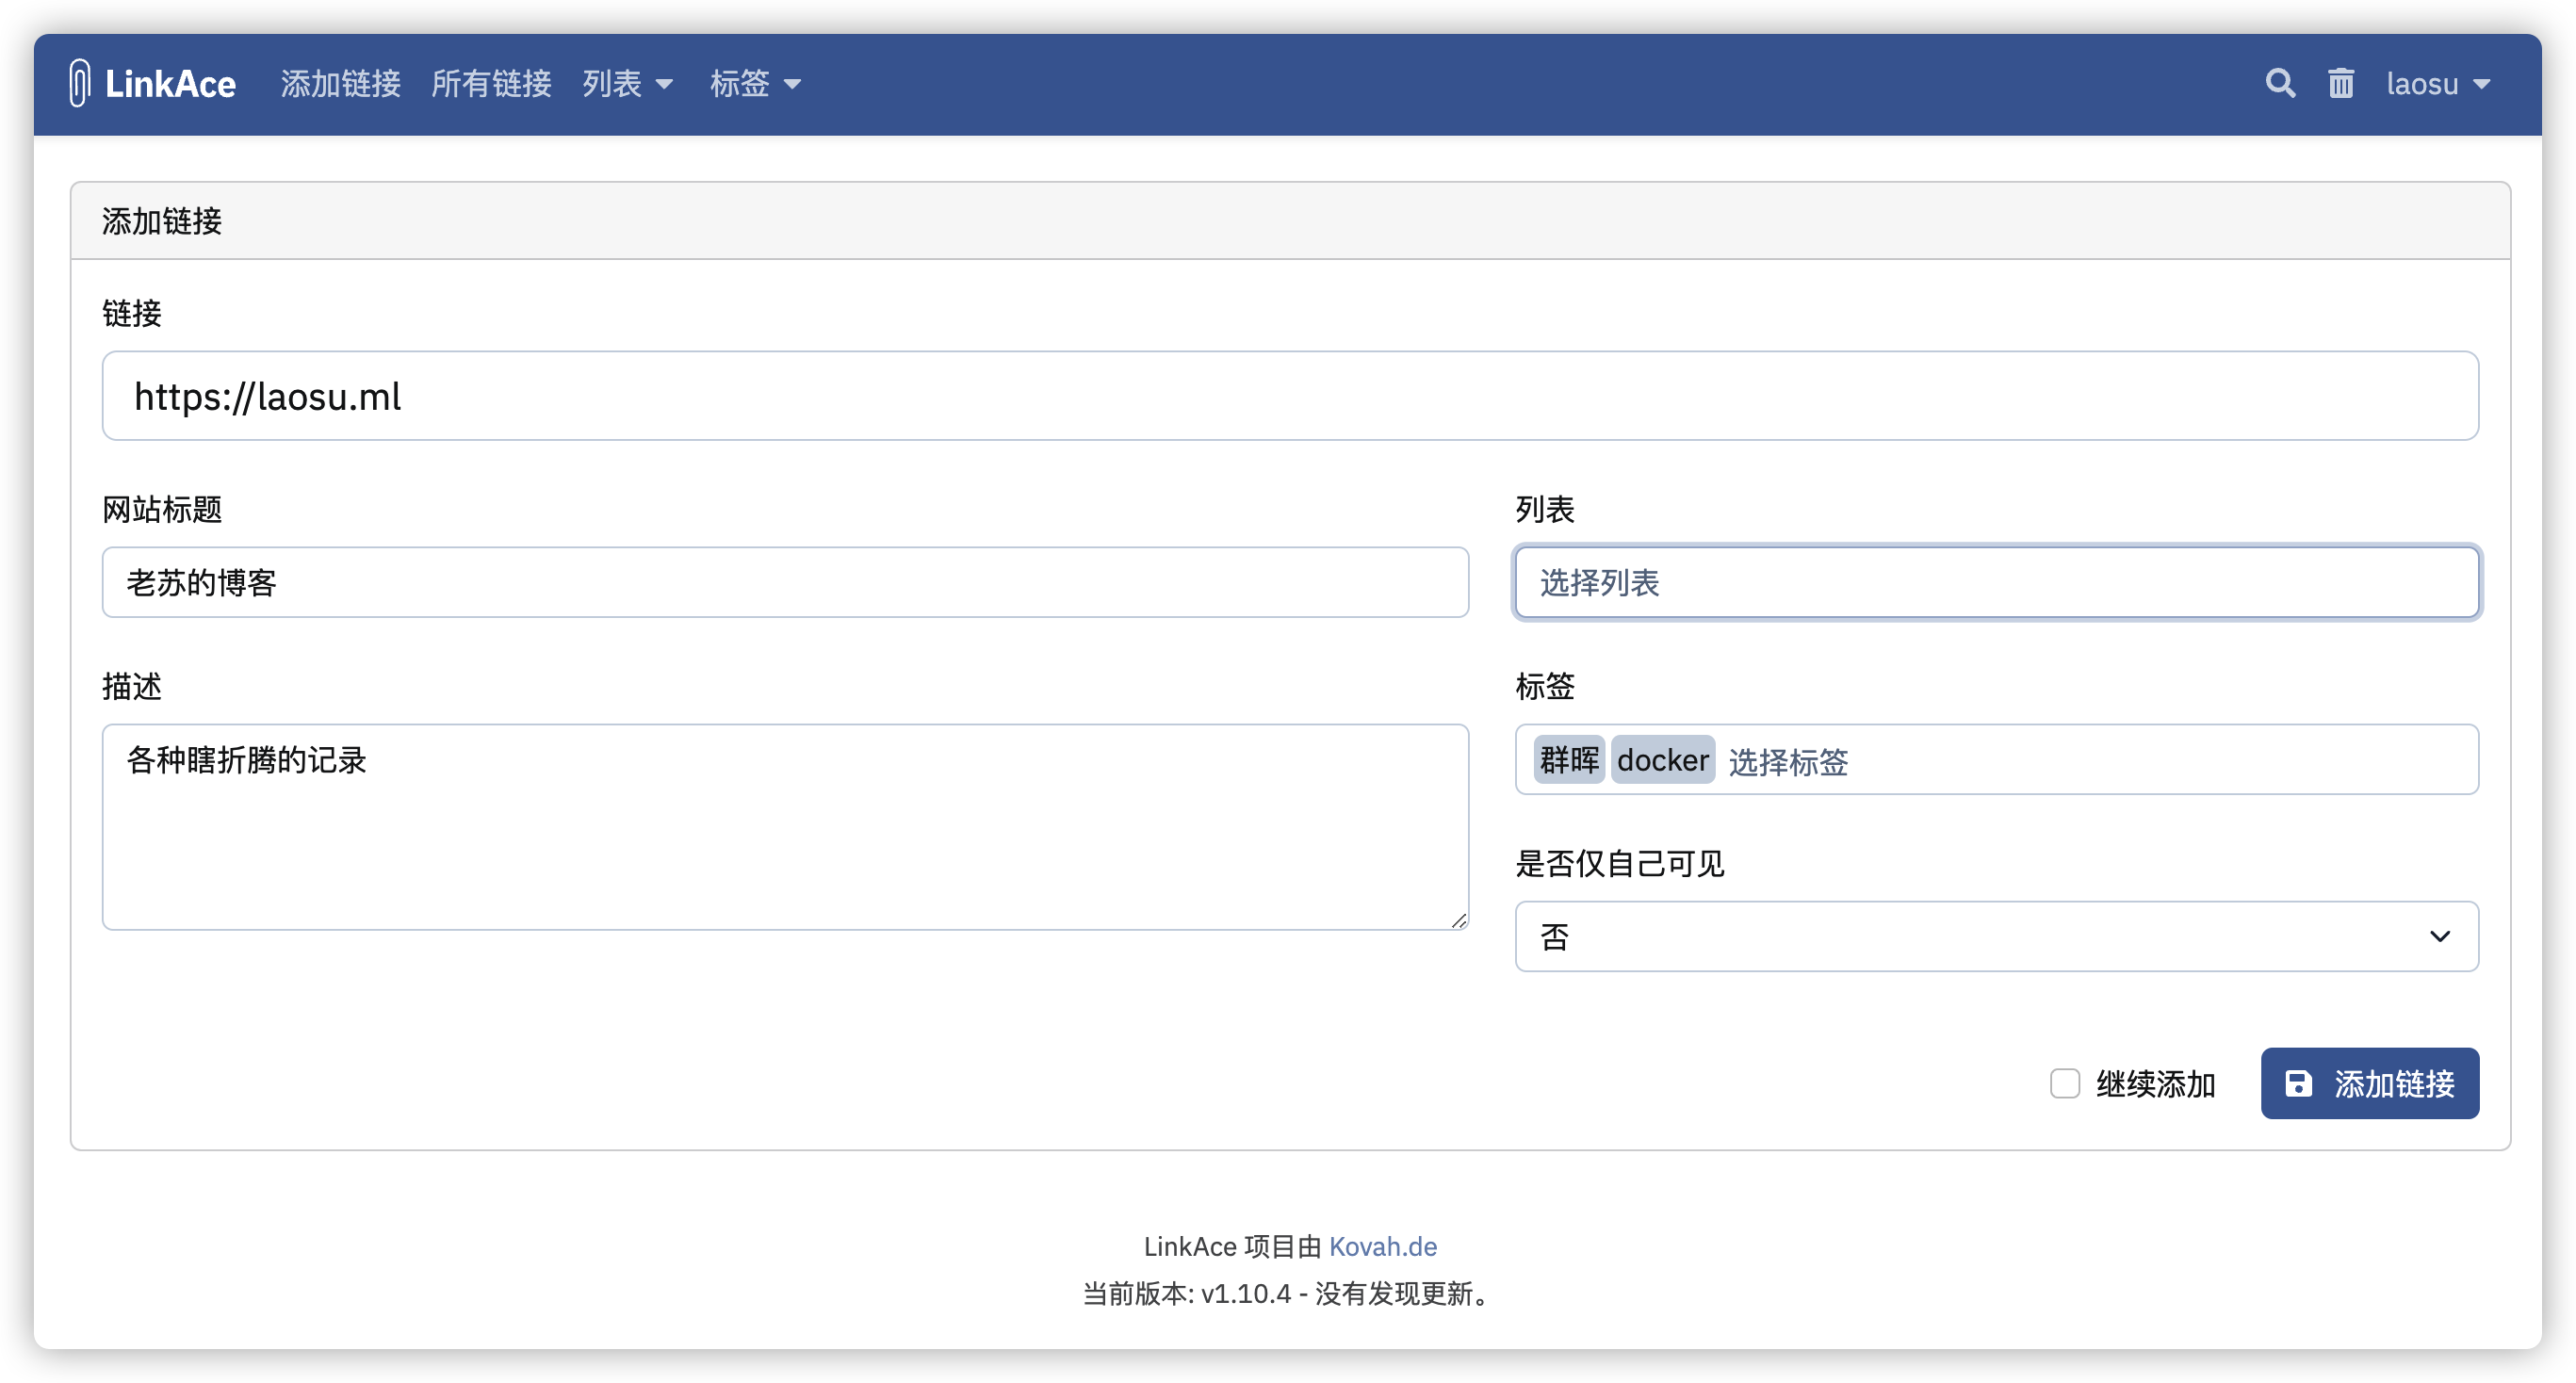 LinkAce 添加链接 所有链接 列表 标签 laosu
添加链接
链接
https://laosu.ml
网站标题
老苏的博客
列表
选择列表
描述
各种瞎折腾的记录
标签
群晖 docker 选择标签
是否仅自己可见
否
继续添加 添加链接
LinkAce 项目由 Kovah.de
当前版本: v1.10.4 - 没有发现更新。